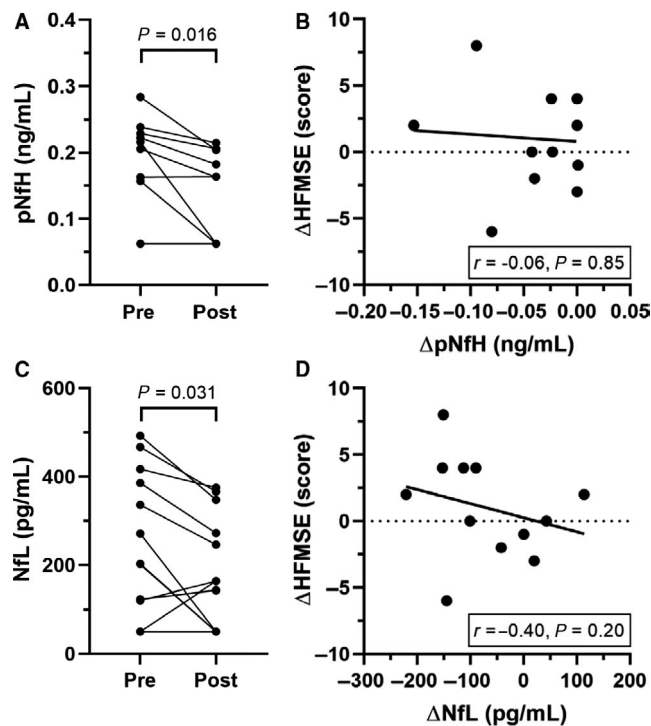 A
P = 0.016
pNfH (ng/mL)
0.4
0.3
0.2
0.1
0.0
Pre Post
B
ΔHFMSE (score)
10
5
0
–5
–10
r = -0.06, P = 0.85
–0.20 –0.15 –0.10 –0.05 0.00 0.05
ΔpNfH (ng/mL)
C
P = 0.031
NfL (pg/mL)
600
400
200
0
Pre Post
D
ΔHFMSE (score)
10
5
0
–5
–10
r = –0.40, P = 0.20
–300 –200 –100 0 100 200
ΔNfL (pg/mL)